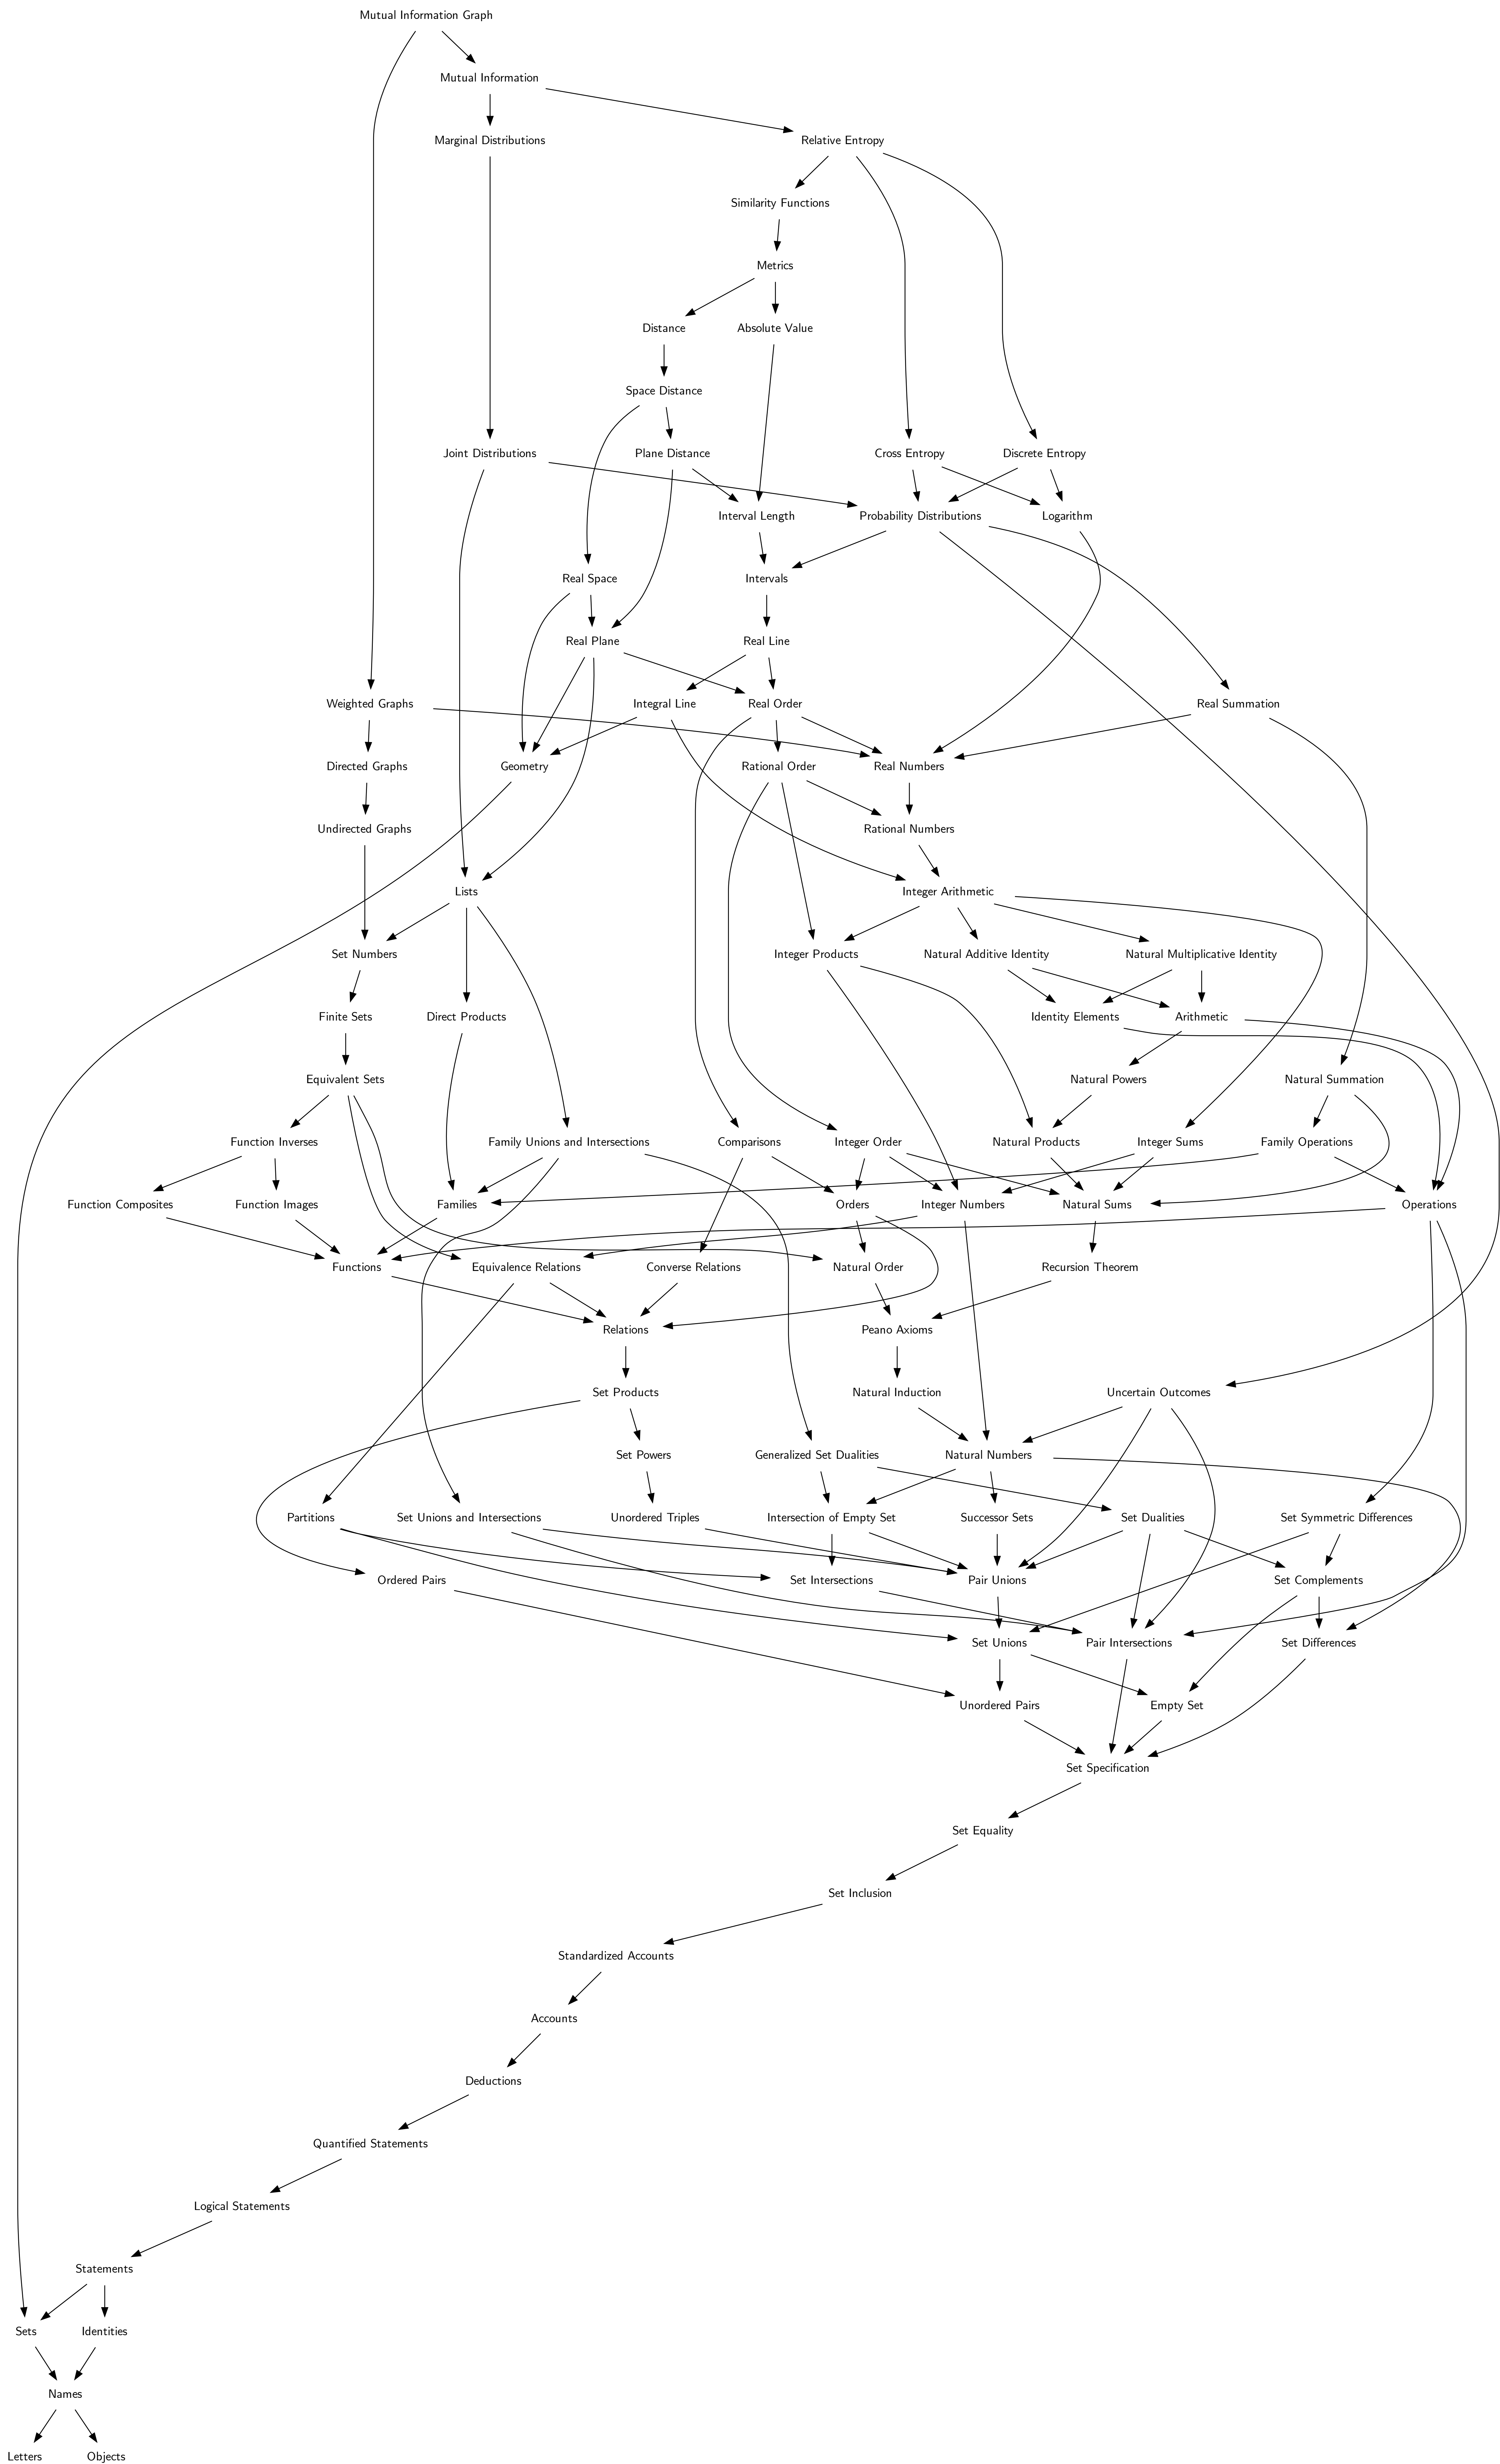 Mutual Information Graph
Mutual Information
Marginal Distributions
Relative Entropy
Similarity Functions
Metrics
Distance
Absolute Value
Space Distance
Joint Distributions
Plane Distance
Cross Entropy
Discrete Entropy
Interval Length
Probability Distributions
Logarithm
Real Space
Intervals
Real Plane
Real Line
Weighted Graphs
Integral Line
Real Order
Real Summation
Directed Graphs
Geometry
Rational Order
Real Numbers
Undirected Graphs
Rational Numbers
Lists
Integer Arithmetic
Set Numbers
Integer Products
Natural Additive Identity
Natural Multiplicative Identity
Finite Sets
Direct Products
Identity Elements
Arithmetic
Equivalent Sets
Natural Powers
Natural Summation
Function Inverses
Family Unions and Intersections
Comparisons
Integer Order
Natural Products
Integer Sums
Family Operations
Function Composites
Function Images
Families
Orders
Integer Numbers
Natural Sums
Operations
Functions
Equivalence Relations
Converse Relations
Natural Order
Recursion Theorem
Relations
Peano Axioms
Set Products
Natural Induction
Uncertain Outcomes
Set Powers
Generalized Set Dualities
Natural Numbers
Partitions
Set Unions and Intersections
Unordered Triples
Intersection of Empty Set
Successor Sets
Set Dualities
Set Symmetric Differences
Ordered Pairs
Set Intersections
Pair Unions
Set Complements
Set Unions
Pair Intersections
Set Differences
Unordered Pairs
Empty Set
Set Specification
Set Equality
Set Inclusion
Standardized Accounts
Accounts
Deductions
Quantified Statements
Logical Statements
Statements
Sets
Identities
Names
Letters
Objects